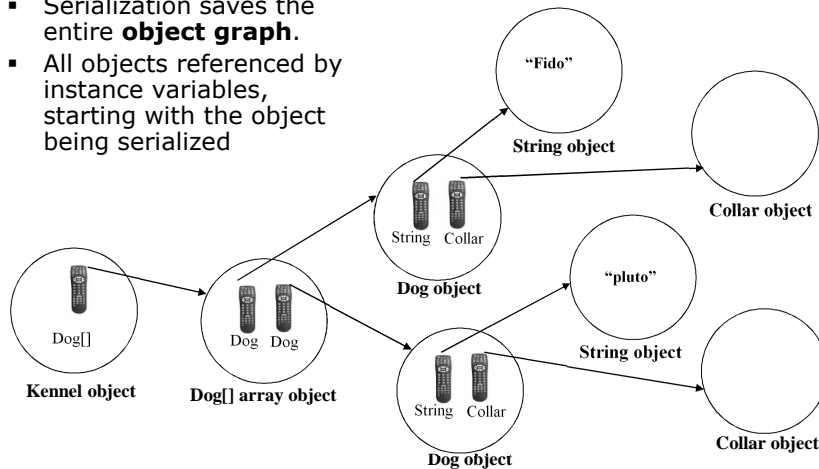 ▪ Serialization saves the
entire object graph.
▪ All objects referenced by
instance variables,
starting with the object
being serialized
“Fido”
String object
Collar object
String Collar
Dog object
“pluto”
String object
Dog[]
Kennel object
Dog Dog
Dog[] array object
String Collar
Dog object
Collar object